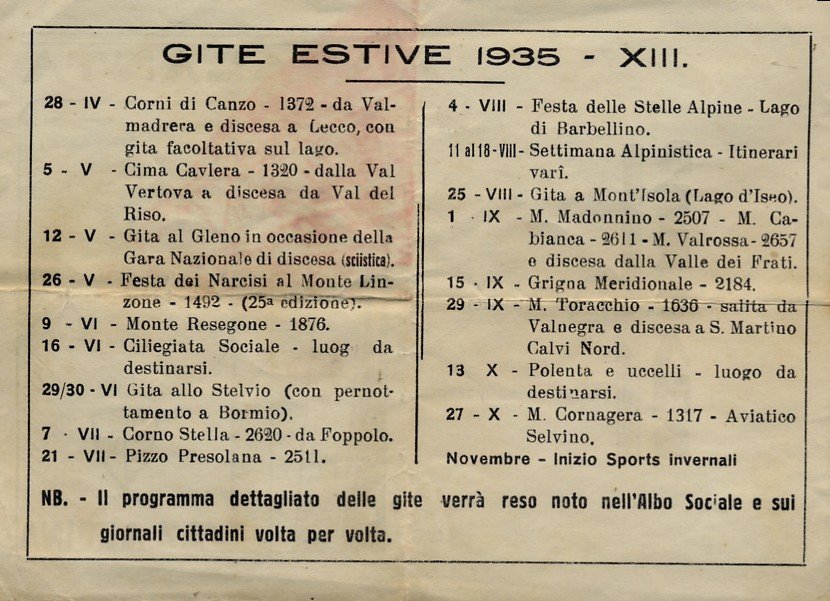 GITE ESTIVE 1935 - XIII.
28 - IV - Corni di Canzo - 1372 - da Val-
madrera e discesa a Lecco, con
gita facoltativa sul lago.
5 - V - Cima Cavlera - 1320 - dalla Val
Vertova a discesa da Val del
Riso.
12 - V - Gita al Gleno in occasione della
Gara Nazionale di discesa (sciistica).
26 - V - Festa dei Narcisi al Monte Lin-
zone - 1492 - (25ª edizione).
9 - VI - Monte Resegone - 1876.
16 - VI - Ciliegiata Sociale - luog da
destinarsi.
29/30 - VI Gita allo Stelvio (con pernot-
tamento a Bormio).
7 - VII - Corno Stella - 2620 - da Foppolo.
21 - VII - Pizzo Presolana - 2511.
4 - VIII - Festa delle Stelle Alpine - Lago
di Barbellino.
11 al 18 - VIII - Settimana Alpinistica - Itinerari
varî.
25 - VIII - Gita a Mont'Isola (Lago d'Iseo).
1 - IX - M. Madonnino - 2507 - M. Ca-
bianca - 2611 - M. Valrossa - 2657
e discesa dalla Valle dei Frati.
15 - IX - Grigna Meridionale - 2184.
29 - IX - M. Toracchio - 1636 - salita da
Valnegra e discesa a S. Martino
Calvi Nord.
13 X - Polenta e uccelli - luogo da
destinarsi.
27 - X - M. Cornagera - 1317 - Aviatico
Selvino.
Novembre - Inizio Sports invernali
NB. - Il programma dettagliato delle gite verrà reso noto nell'Albo Sociale e sui
giornali cittadini volta per volta.